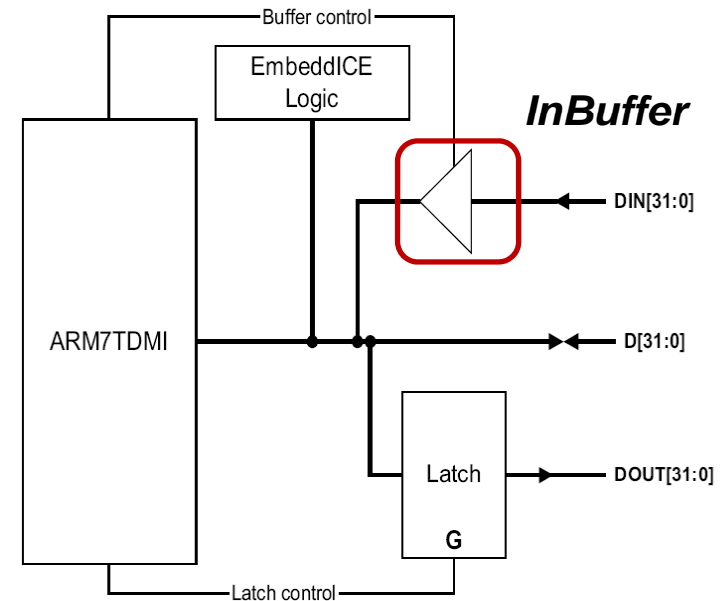 Buffer control
EmbeddICE
Logic
InBuffer
DIN[31:0]
ARM7TDMI
D[31:0]
Latch
DOUT[31:0]
G
Latch control